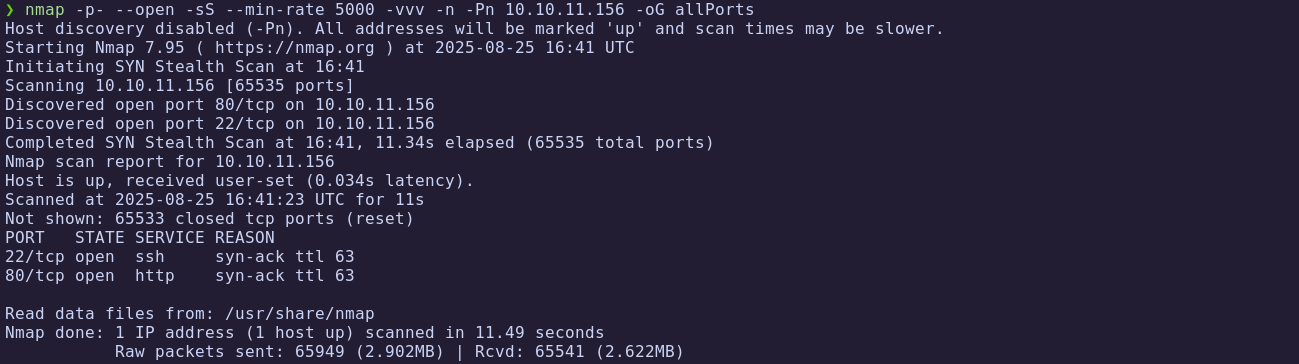 ❯ nmap -p- --open -sS --min-rate 5000 -vvv -n -Pn 10.10.11.156 -oG allPorts
Host discovery disabled (-Pn). All addresses will be marked 'up' and scan times may be slower.
Starting Nmap 7.95 ( https://nmap.org ) at 2025-08-25 16:41 UTC
Initiating SYN Stealth Scan at 16:41
Scanning 10.10.11.156 [65535 ports]
Discovered open port 80/tcp on 10.10.11.156
Discovered open port 22/tcp on 10.10.11.156
Completed SYN Stealth Scan at 16:41, 11.34s elapsed (65535 total ports)
Nmap scan report for 10.10.11.156
Host is up, received user-set (0.034s latency).
Scanned at 2025-08-25 16:41:23 UTC for 11s
Not shown: 65533 closed tcp ports (reset)
PORT   STATE SERVICE REASON
22/tcp open  ssh     syn-ack ttl 63
80/tcp open  http    syn-ack ttl 63

Read data files from: /usr/share/nmap
Nmap done: 1 IP address (1 host up) scanned in 11.49 seconds
           Raw packets sent: 65949 (2.902MB) | Rcvd: 65541 (2.622MB)